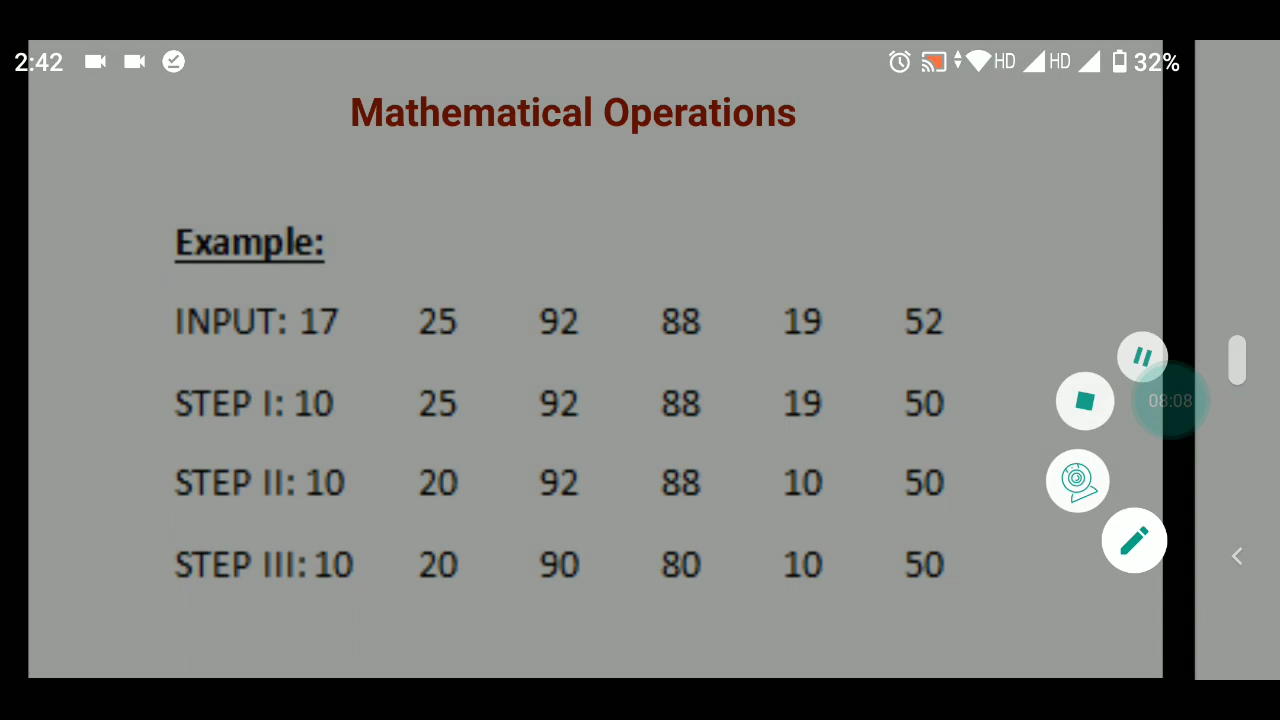 2:42 HD HD 32%
Mathematical Operations
Example:
INPUT: 17 25 92 88 19 52
STEP I: 10 25 92 88 19 50
08:08
STEP II: 10 20 92 88 10 50
STEP III: 10 20 90 80 10 50